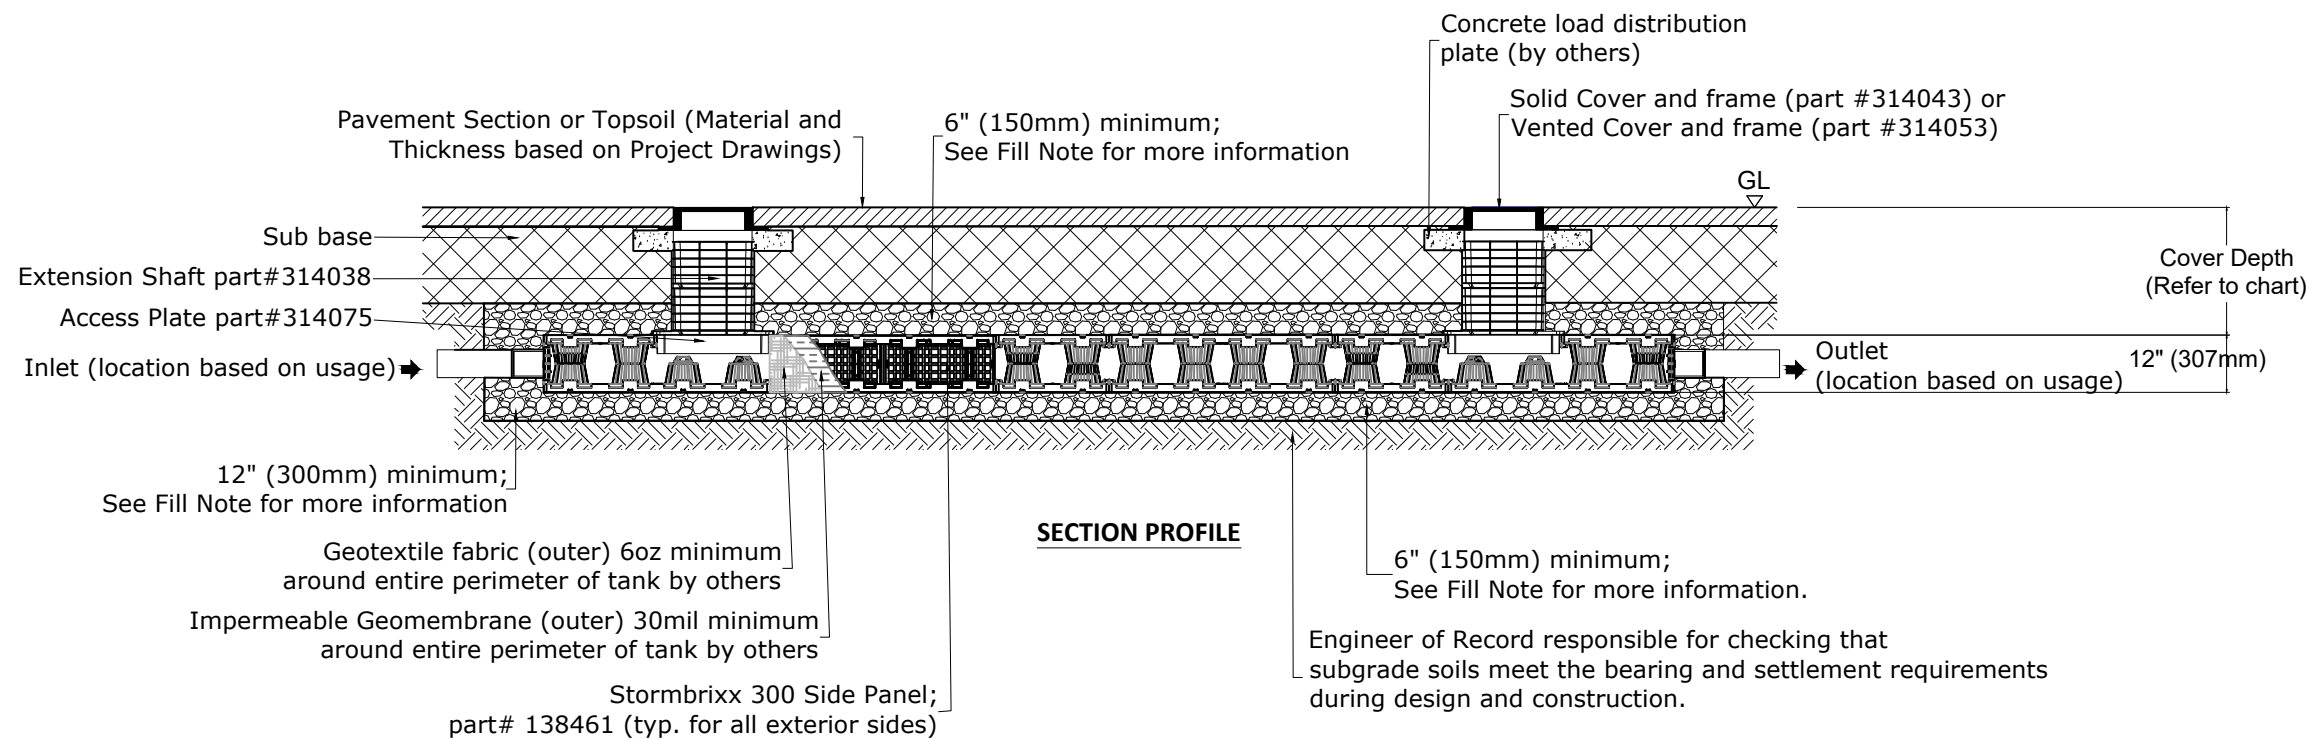 Concrete load distribution
plate (by others)
Solid Cover and frame (part #314043) or
Vented Cover and frame (part #314053)
Pavement Section or Topsoil (Material and
Thickness based on Project Drawings)
6" (150mm) minimum;
See Fill Note for more information
GL
Sub base
Extension Shaft part#314038
Access Plate part#314075
Inlet (location based on usage)
Cover Depth
(Refer to chart)
Outlet
(location based on usage)
12" (307mm)
12" (300mm) minimum;
See Fill Note for more information
Geotextile fabric (outer) 6oz minimum
around entire perimeter of tank by others
Impermeable Geomembrane (outer) 30mil minimum
around entire perimeter of tank by others
Stormbrixx 300 Side Panel;
part# 138461 (typ. for all exterior sides)
SECTION PROFILE
6" (150mm) minimum;
See Fill Note for more information.
Engineer of Record responsible for checking that
subgrade soils meet the bearing and settlement requirements
during design and construction.